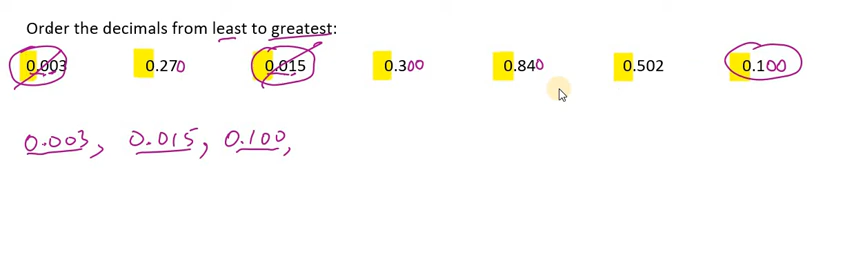 Order the decimals from least to greatest:
0.003 0.270 0.015 0.300 0.840 0.502 0.100
0.003, 0.015, 0.100,